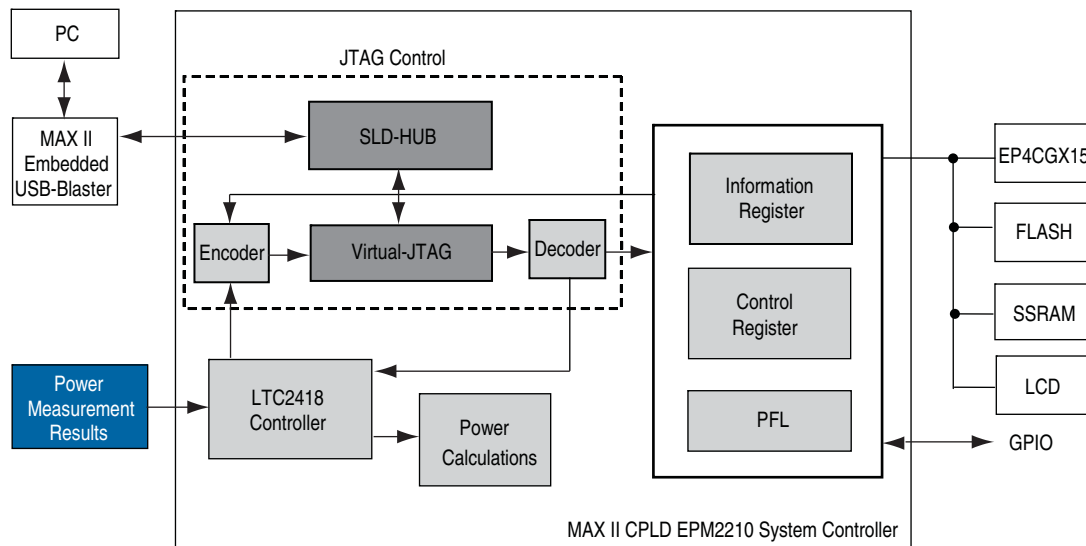 PC
MAX II
Embedded
USB-Blaster
JTAG Control
SLD-HUB
Encoder
Virtual-JTAG
Decoder
Information
Register
Control
Register
PFL
Power
Measurement
Results
LTC2418
Controller
Power
Calculations
EP4CGX15
FLASH
SSRAM
LCD
GPIO
MAX II CPLD EPM2210 System Controller